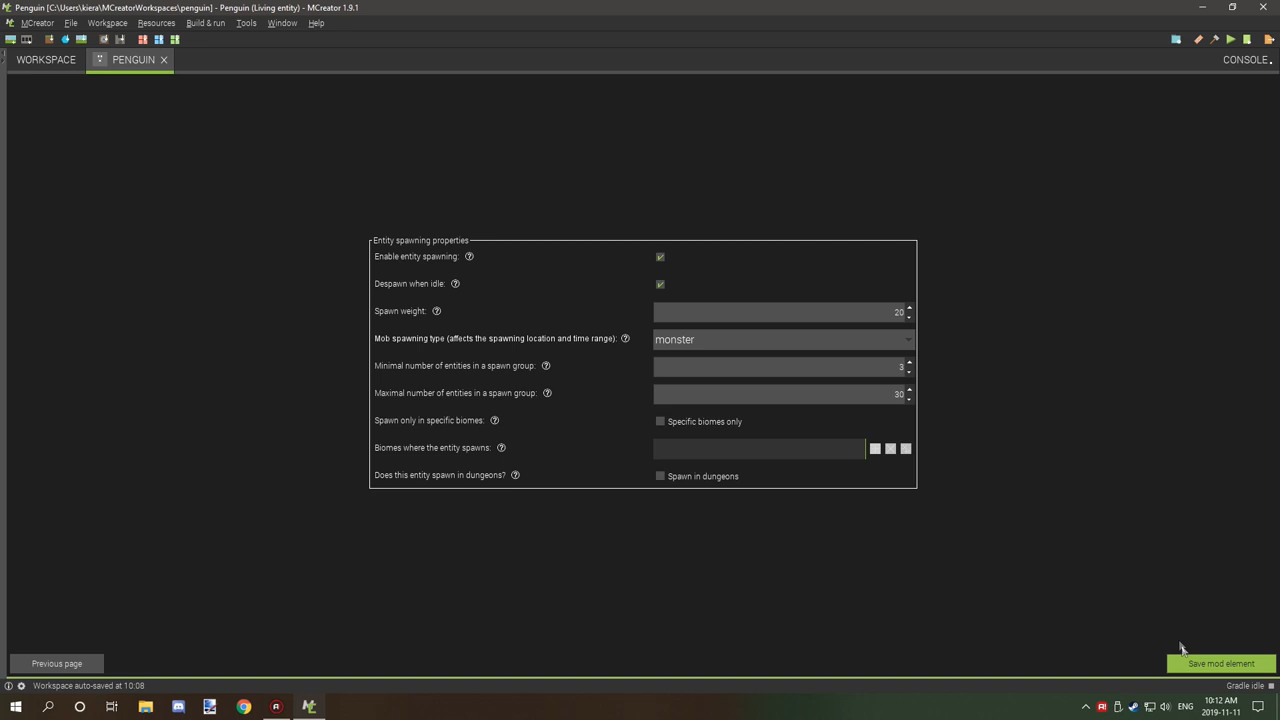 Penguin [C:\Users\kiera\MCreatorWorkspaces\penguin] - Penguin (Living entity) - MCreator 1.9.1
MCreator File Workspace Resources Build & run Tools Window Help
WORKSPACE PENGUIN CONSOLE
Entity spawning properties
Enable entity spawning:
Despawn when idle:
Spawn weight: 20
Mob spawning type (affects the spawning location and time range): monster
Minimal number of entities in a spawn group: 3
Maximal number of entities in a spawn group: 30
Spawn only in specific biomes: Specific biomes only
Biomes where the entity spawns:
Does this entity spawn in dungeons? Spawn in dungeons
Previous page Save mod element
Workspace auto-saved at 10:08 Gradle idle
ENG 10:12 AM
2019-11-11